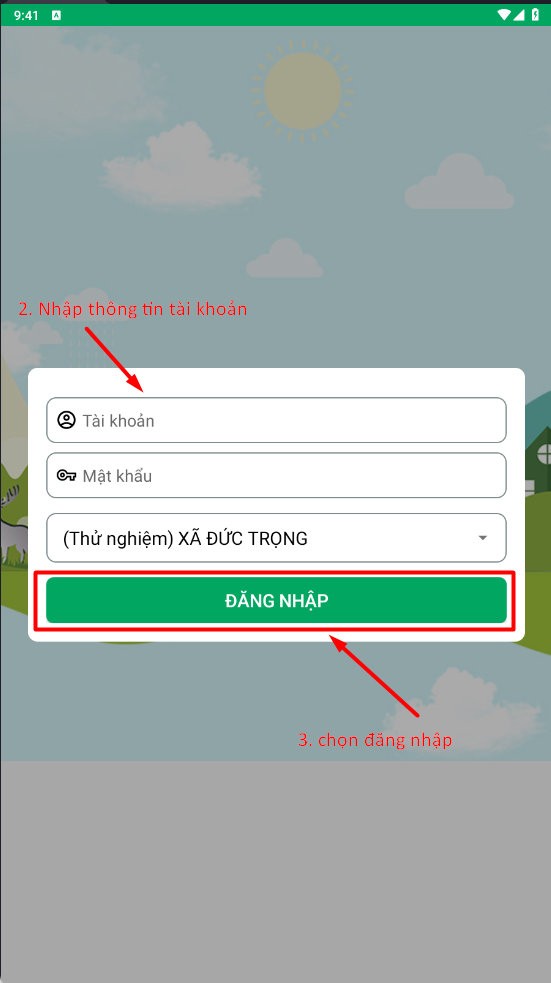 9:41 A
2. Nhập thông tin tài khoản
Tài khoản
Mật khẩu
(Thử nghiệm) XÃ ĐỨC TRỌNG
ĐĂNG NHẬP
3. chọn đăng nhập